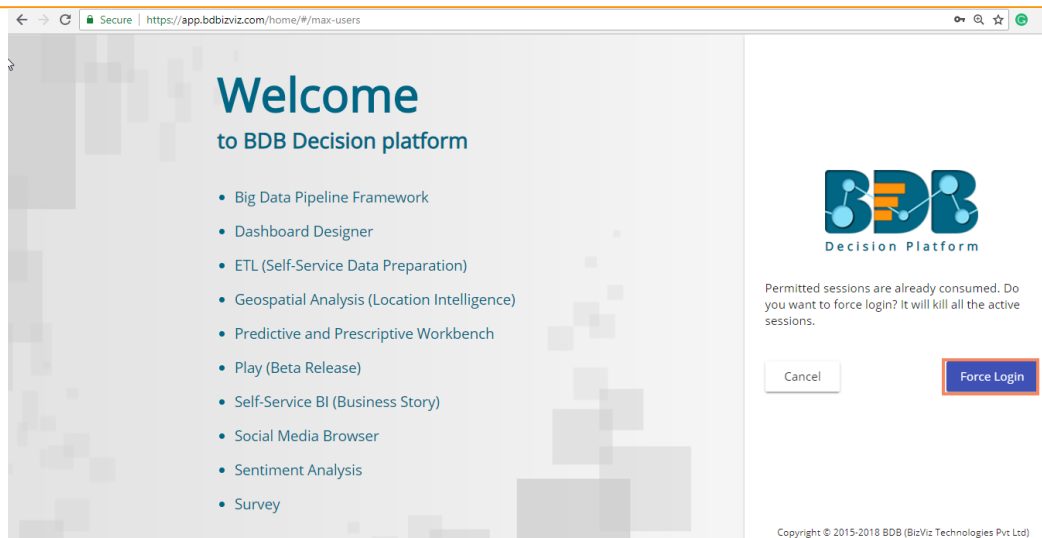 Secure | https://app.bdbizviz.com/home/#/max-users
Welcome
to BDB Decision platform
Big Data Pipeline Framework
Dashboard Designer
ETL (Self-Service Data Preparation)
Geospatial Analysis (Location Intelligence)
Predictive and Prescriptive Workbench
Play (Beta Release)
Self-Service BI (Business Story)
Social Media Browser
Sentiment Analysis
Survey
BDB
Decision Platform
Permitted sessions are already consumed. Do
you want to force login? It will kill all the active
sessions.
Cancel
Force Login
Copyright © 2015-2018 BDB (BizViz Technologies Pvt Ltd)